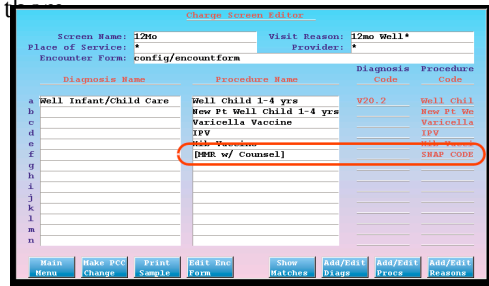 Charge Screen Editor
Screen Name: 12Mo Visit Reason: 12mo Well*
Place of Service: * Provider: *
Encounter Form: config/encountform
Diagnosis Procedure
Diagnosis Name Procedure Name Code Code
a Well Infant/Child Care Well Child 1-4 yrs V20.2 Well Chil
b New Pt Well Child 1-4 yrs New Pt We
c Varicella Vaccine Varicella
d IPV IPV
e Hib Vaccine Hib Vacci
f [MMR w/ Counsel] SNAP CODE
g
h
i
j
k
l
m
n
Main Make PCC Print Edit Enc Show Add/Edit Add/Edit Add/Edit
Menu Change Sample Form Matches Diags Procs Reasons